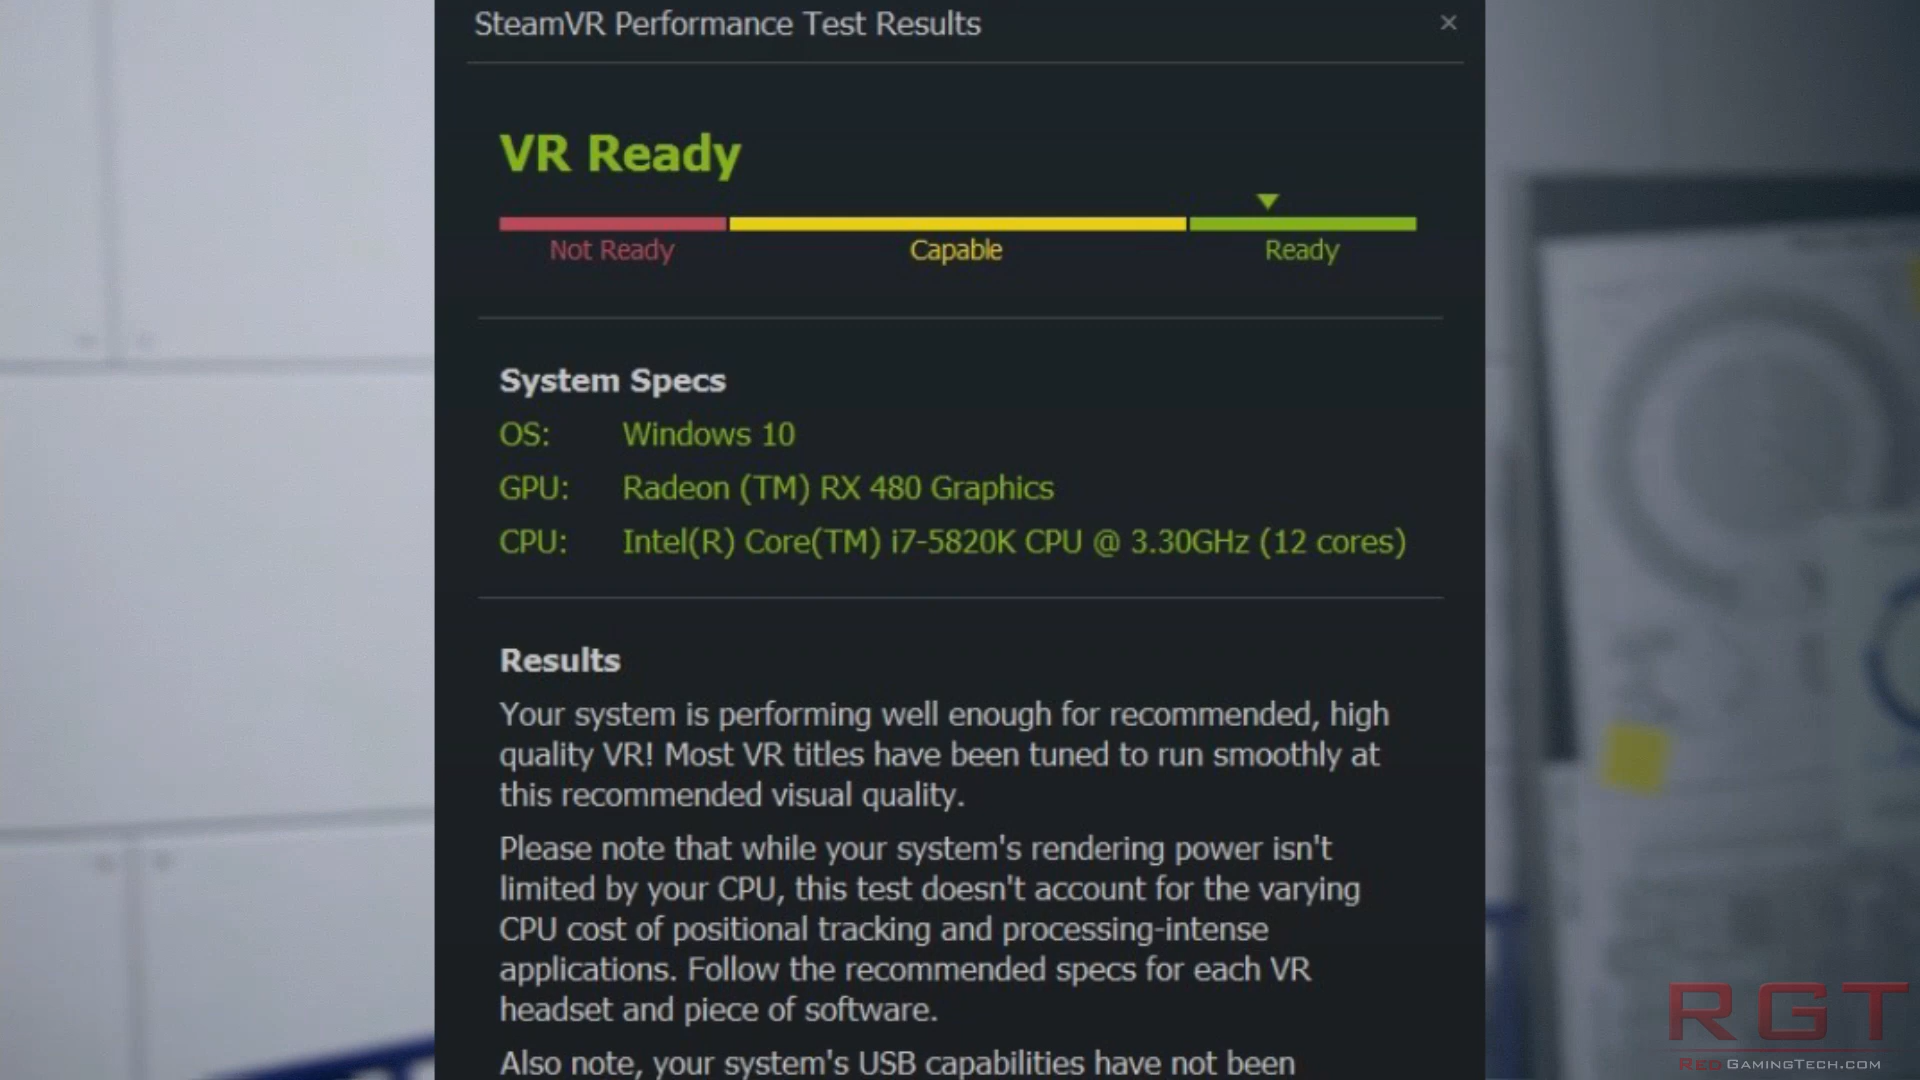 SteamVR Performance Test Results
×
VR Ready
Not Ready Capable Ready
System Specs
OS: Windows 10
GPU: Radeon (TM) RX 480 Graphics
CPU: Intel(R) Core(TM) i7-5820K CPU @ 3.30GHz (12 cores)
Results
Your system is performing well enough for recommended, high
quality VR! Most VR titles have been tuned to run smoothly at
this recommended visual quality.
Please note that while your system's rendering power isn't
limited by your CPU, this test doesn't account for the varying
CPU cost of positional tracking and processing-intense
applications. Follow the recommended specs for each VR
headset and piece of software.
Also note, your system's USB capabilities have not been
RGT
RedGamingTech.com